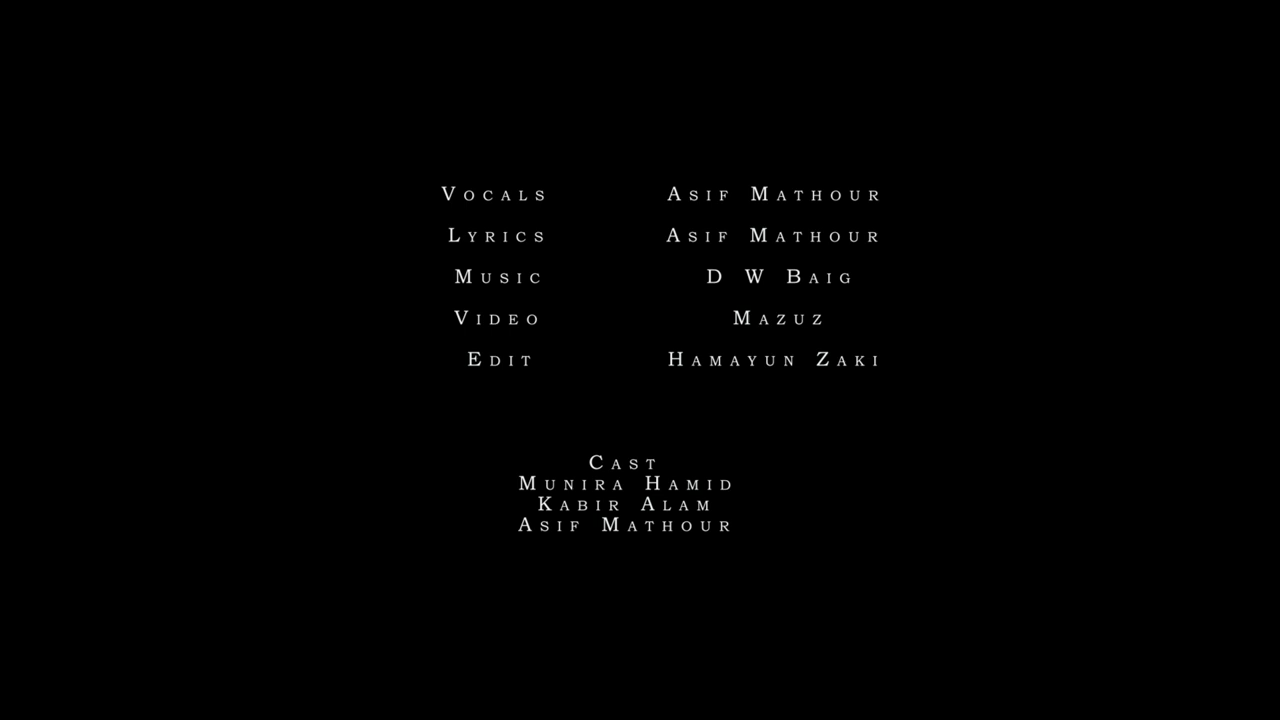 Vocals Asif Mathour
Lyrics Asif Mathour
Music D W Baig
Video Mazuz
Edit Hamayun Zaki
Cast
Munira Hamid
Kabir Alam
Asif Mathour